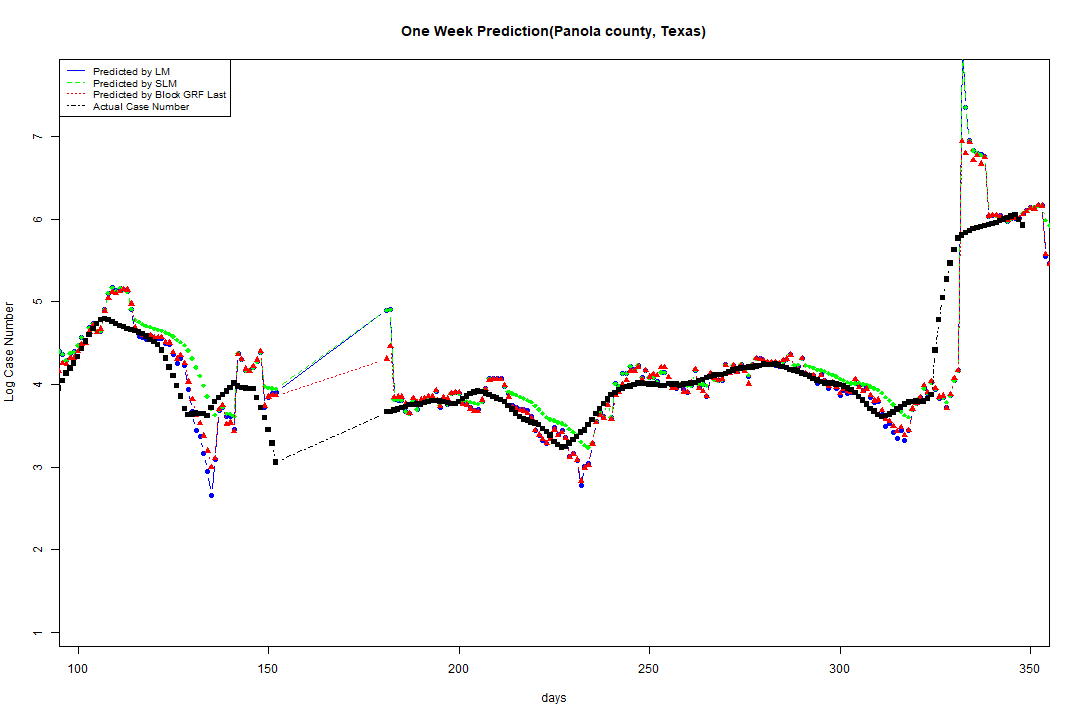 One Week Prediction(Panola county, Texas)
Predicted by LM
Predicted by SLM
Predicted by Block GRF Last
Actual Case Number
7
6
5
4
3
2
1
Log Case Number
100 150 200 250 300 350
days